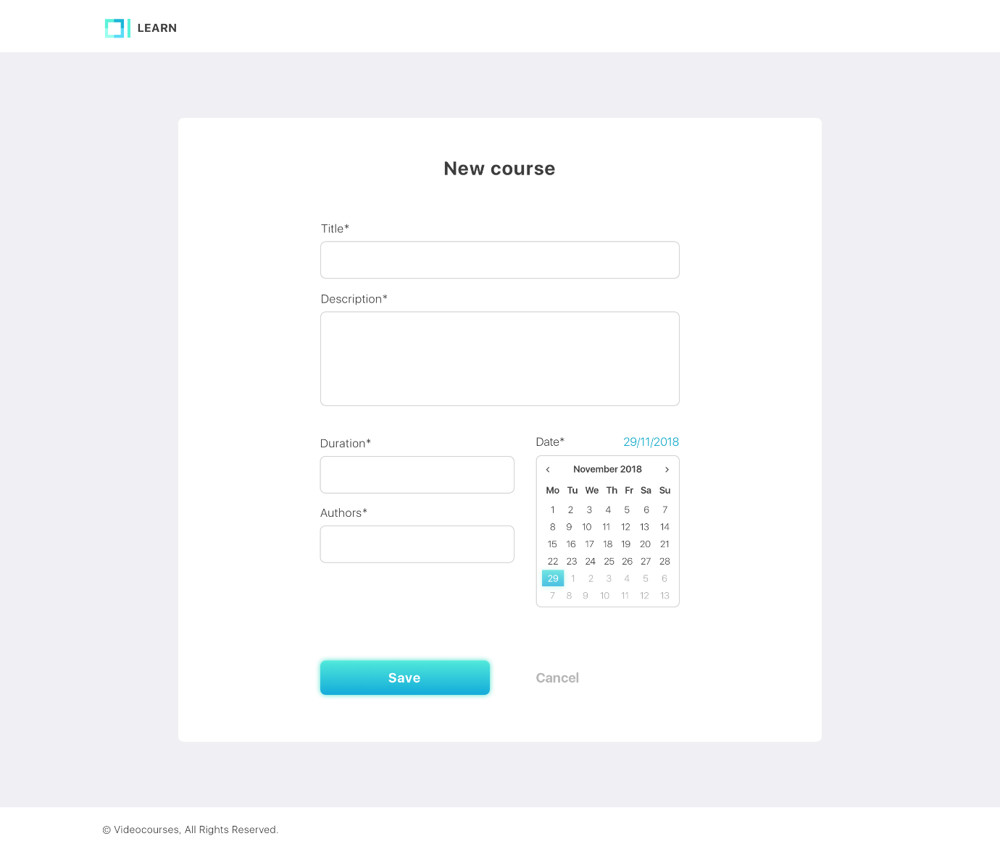 LEARN
New course
Title*
Description*
Duration*
Authors*
Date* 29/11/2018
‹ November 2018 ›
Mo Tu We Th Fr Sa Su
1 2 3 4 5 6 7
8 9 10 11 12 13 14
15 16 17 18 19 20 21
22 23 24 25 26 27 28
29 1 2 3 4 5 6
7 8 9 10 11 12 13
Save
Cancel
© Videocourses, All Rights Reserved.